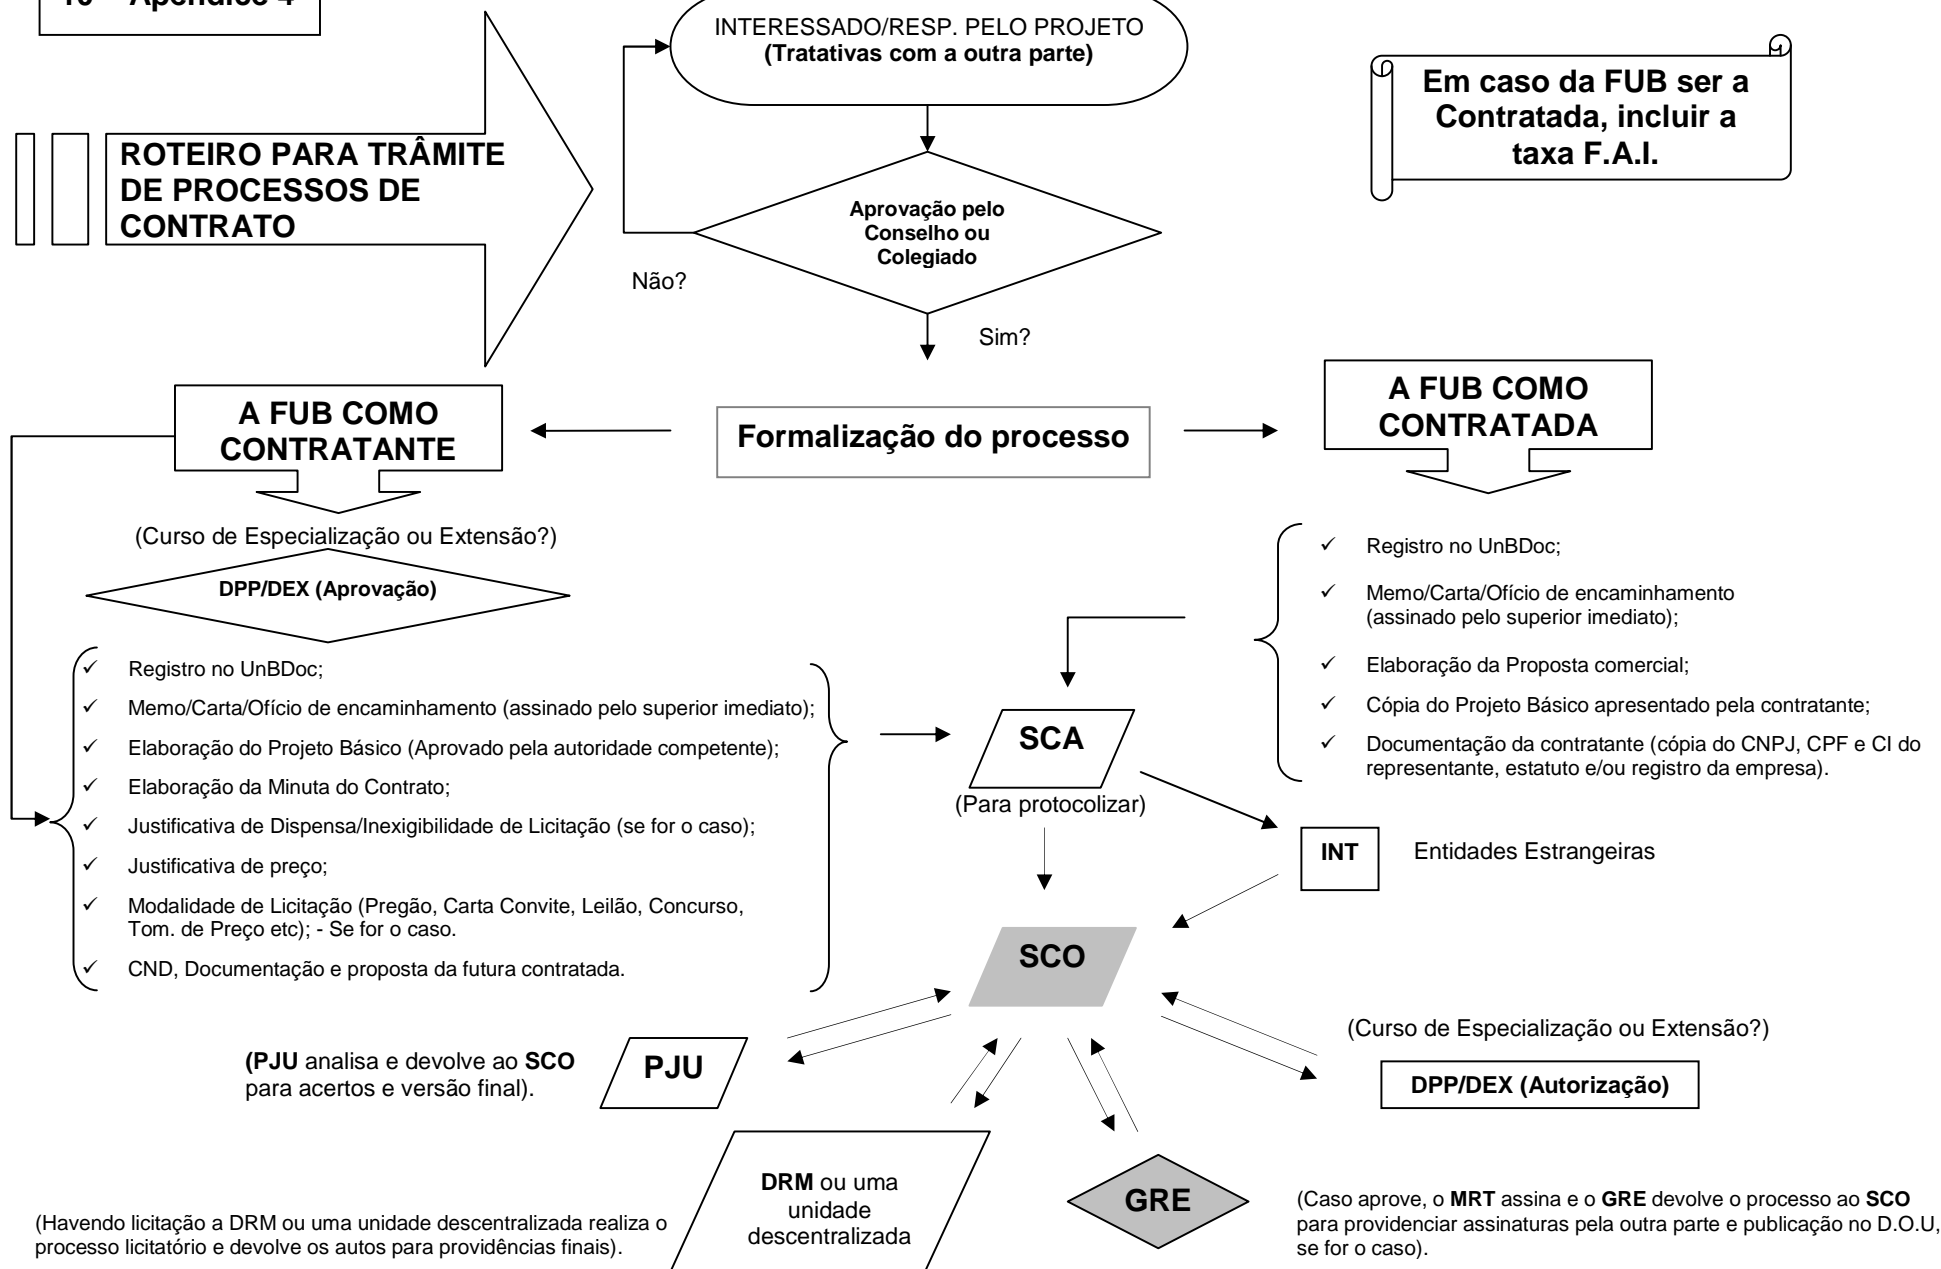 10 – Apêndice 4
INTERESSADO/RESP. PELO PROJETO
(Tratativas com a outra parte)
Em caso da FUB ser a
Contratada, incluir a
taxa F.A.I.
ROTEIRO PARA TRÂMITE
DE PROCESSOS DE
CONTRATO
Aprovação pelo
Conselho ou
Colegiado
Não?
Sim?
A FUB COMO
CONTRATANTE
Formalização do processo
A FUB COMO
CONTRATADA
(Curso de Especialização ou Extensão?)
DPP/DEX (Aprovação)
✓ Registro no UnBDoc;
✓ Memo/Carta/Ofício de encaminhamento (assinado pelo superior imediato);
✓ Elaboração do Projeto Básico (Aprovado pela autoridade competente);
✓ Elaboração da Minuta do Contrato;
✓ Justificativa de Dispensa/Inexigibilidade de Licitação (se for o caso);
✓ Justificativa de preço;
✓ Modalidade de Licitação (Pregão, Carta Convite, Leilão, Concurso,
Tom. de Preço etc); - Se for o caso.
✓ CND, Documentação e proposta da futura contratada.
✓ Registro no UnBDoc;
✓ Memo/Carta/Ofício de encaminhamento
(assinado pelo superior imediato);
✓ Elaboração da Proposta comercial;
✓ Cópia do Projeto Básico apresentado pela contratante;
✓ Documentação da contratante (cópia do CNPJ, CPF e CI do
representante, estatuto e/ou registro da empresa).
SCA
(Para protocolizar)
INT
Entidades Estrangeiras
SCO
(PJU analisa e devolve ao SCO
para acertos e versão final).
PJU
(Curso de Especialização ou Extensão?)
DPP/DEX (Autorização)
(Havendo licitação a DRM ou uma unidade descentralizada realiza o
processo licitatório e devolve os autos para providências finais).
DRM ou uma
unidade
descentralizada
GRE
(Caso aprove, o MRT assina e o GRE devolve o processo ao SCO
para providenciar assinaturas pela outra parte e publicação no D.O.U,
se for o caso).